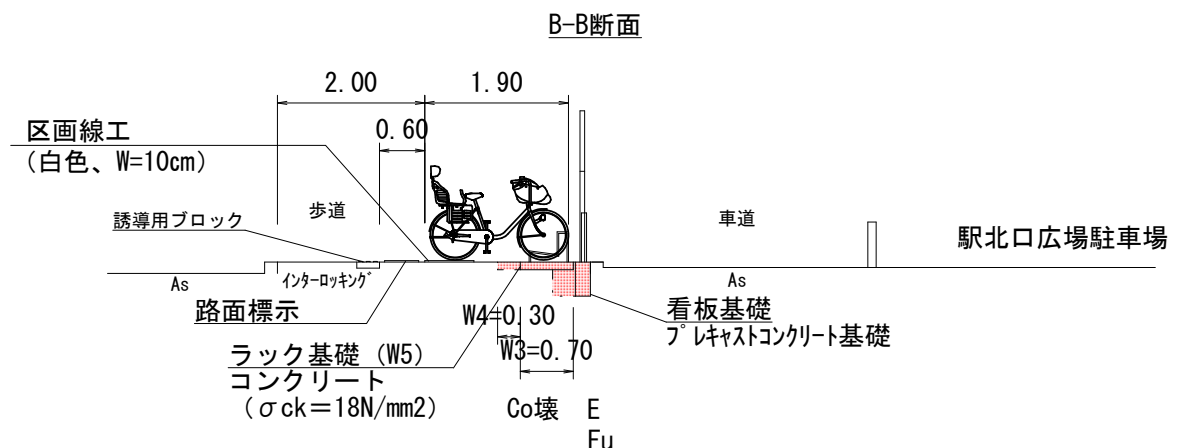 B-B断面
2.00
1.90
0.60
区画線工
(白色、W=10cm)
歩道
誘導用ブロック
車道
駅北口広場駐車場
As
インターロッキング
As
路面標示
W4=0.30
看板基礎
プレキャストコンクリート基礎
W3=0.70
ラック基礎 (W5)
コンクリート
(σck=18N/mm2)
Co壊
E
Fu